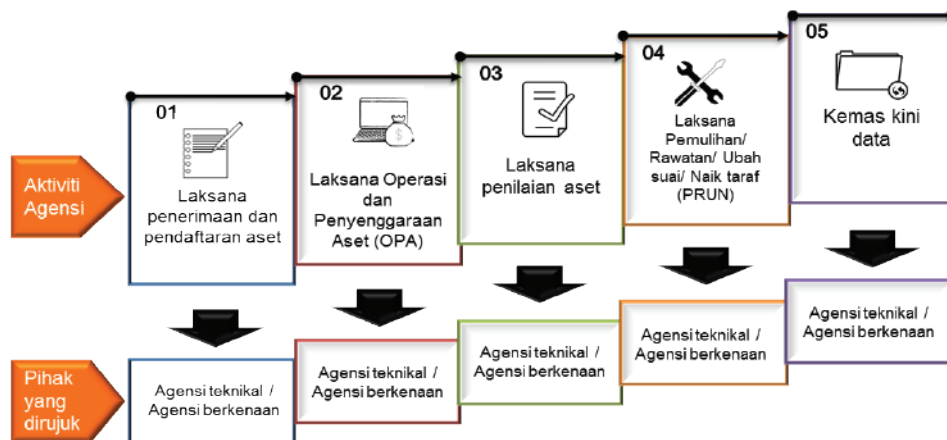 Aktiviti
Agensi
01
Laksana
penerimaan dan
pendaftaran aset
02
Laksana Operasi
dan
Penyenggaraan
Aset (OPA)
03
Laksana
penilaian aset
04
Laksana
Pemulihan/
Rawatan/ Ubah
suai/ Naik taraf
(PRUN)
05
Kemas kini
data
Pihak
yang
dirujuk
Agensi teknikal /
Agensi berkenaan
Agensi teknikal /
Agensi berkenaan
Agensi teknikal /
Agensi berkenaan
Agensi teknikal /
Agensi berkenaan
Agensi teknikal /
Agensi berkenaan